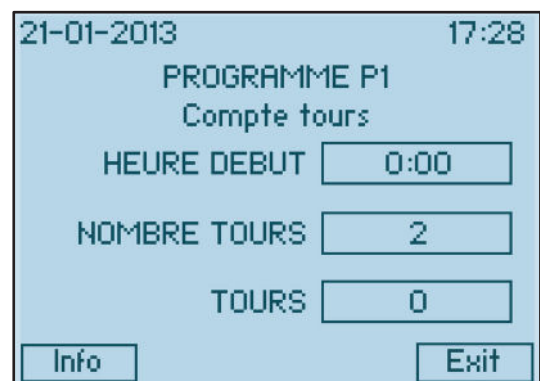 21-01-2013 17:28
PROGRAMME P1
Compte tours
HEURE DEBUT 0:00
NOMBRE TOURS 2
TOURS 0
Info Exit